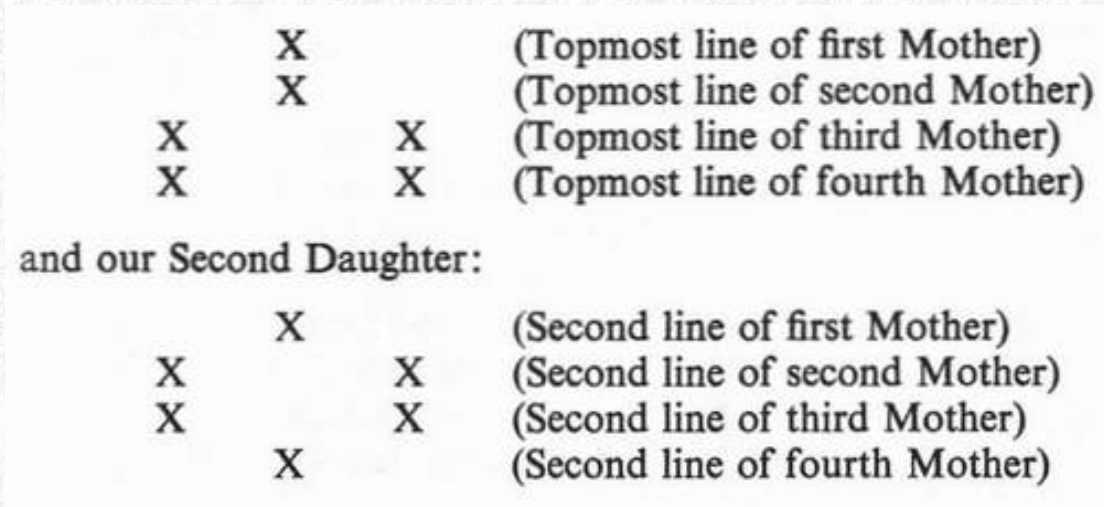 X (Topmost line of first Mother)
X (Topmost line of second Mother)
X X (Topmost line of third Mother)
X X (Topmost line of fourth Mother)
and our Second Daughter:
X (Second line of first Mother)
X X (Second line of second Mother)
X X (Second line of third Mother)
X (Second line of fourth Mother)